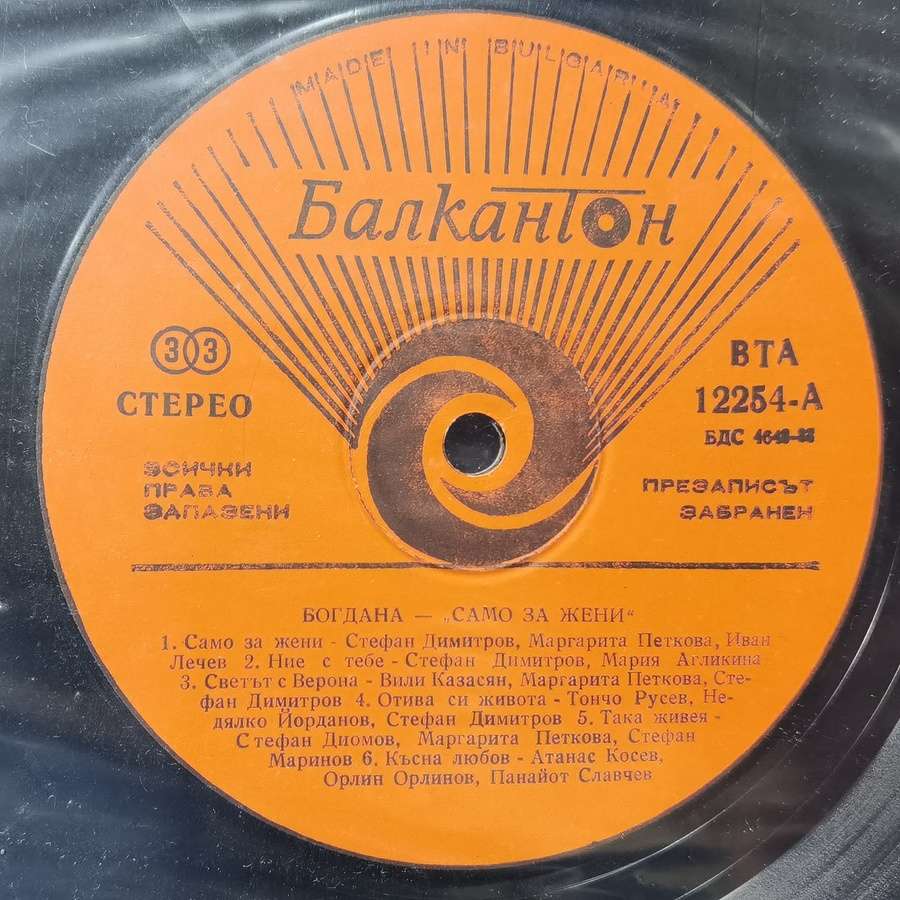 MADE IN BULGARIA
Балкантон
33
СТЕРЕО
ВСИЧКИ
ПРАВА
ЗАПАЗЕНИ
ВТА
12254-А
БДС
ПРЕЗАПИСЪТ
ЗАБРАНЕН
БОГДАНА — „САМО ЗА ЖЕНИ“
1. Само за жени - Стефан Димитров, Маргарита Петкова, Иван
Лечев 2. Ние с тебе - Стефан Димитров, Мария Агликина
3. Светът с Верона - Вили Казасян, Маргарита Петкова, Сте-
фан Димитров 4. Отива си живота - Тончо Русев, Не-
дялко Йорданов, Стефан Димитров 5. Така живея -
Стефан Диомов, Маргарита Петкова, Стефан
Маринов 6. Късна любов - Атанас Косев,
Орлин Орлинов, Панайот Славчев